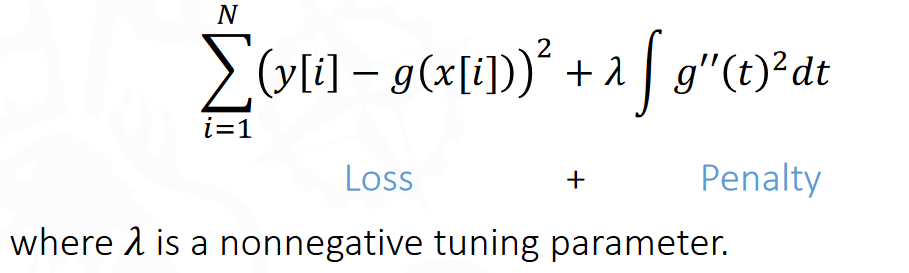 N
∑(y[i] − g(x[i]))² + λ∫ g′′(t)²dt
i=1
Loss + Penalty
where λ is a nonnegative tuning parameter.